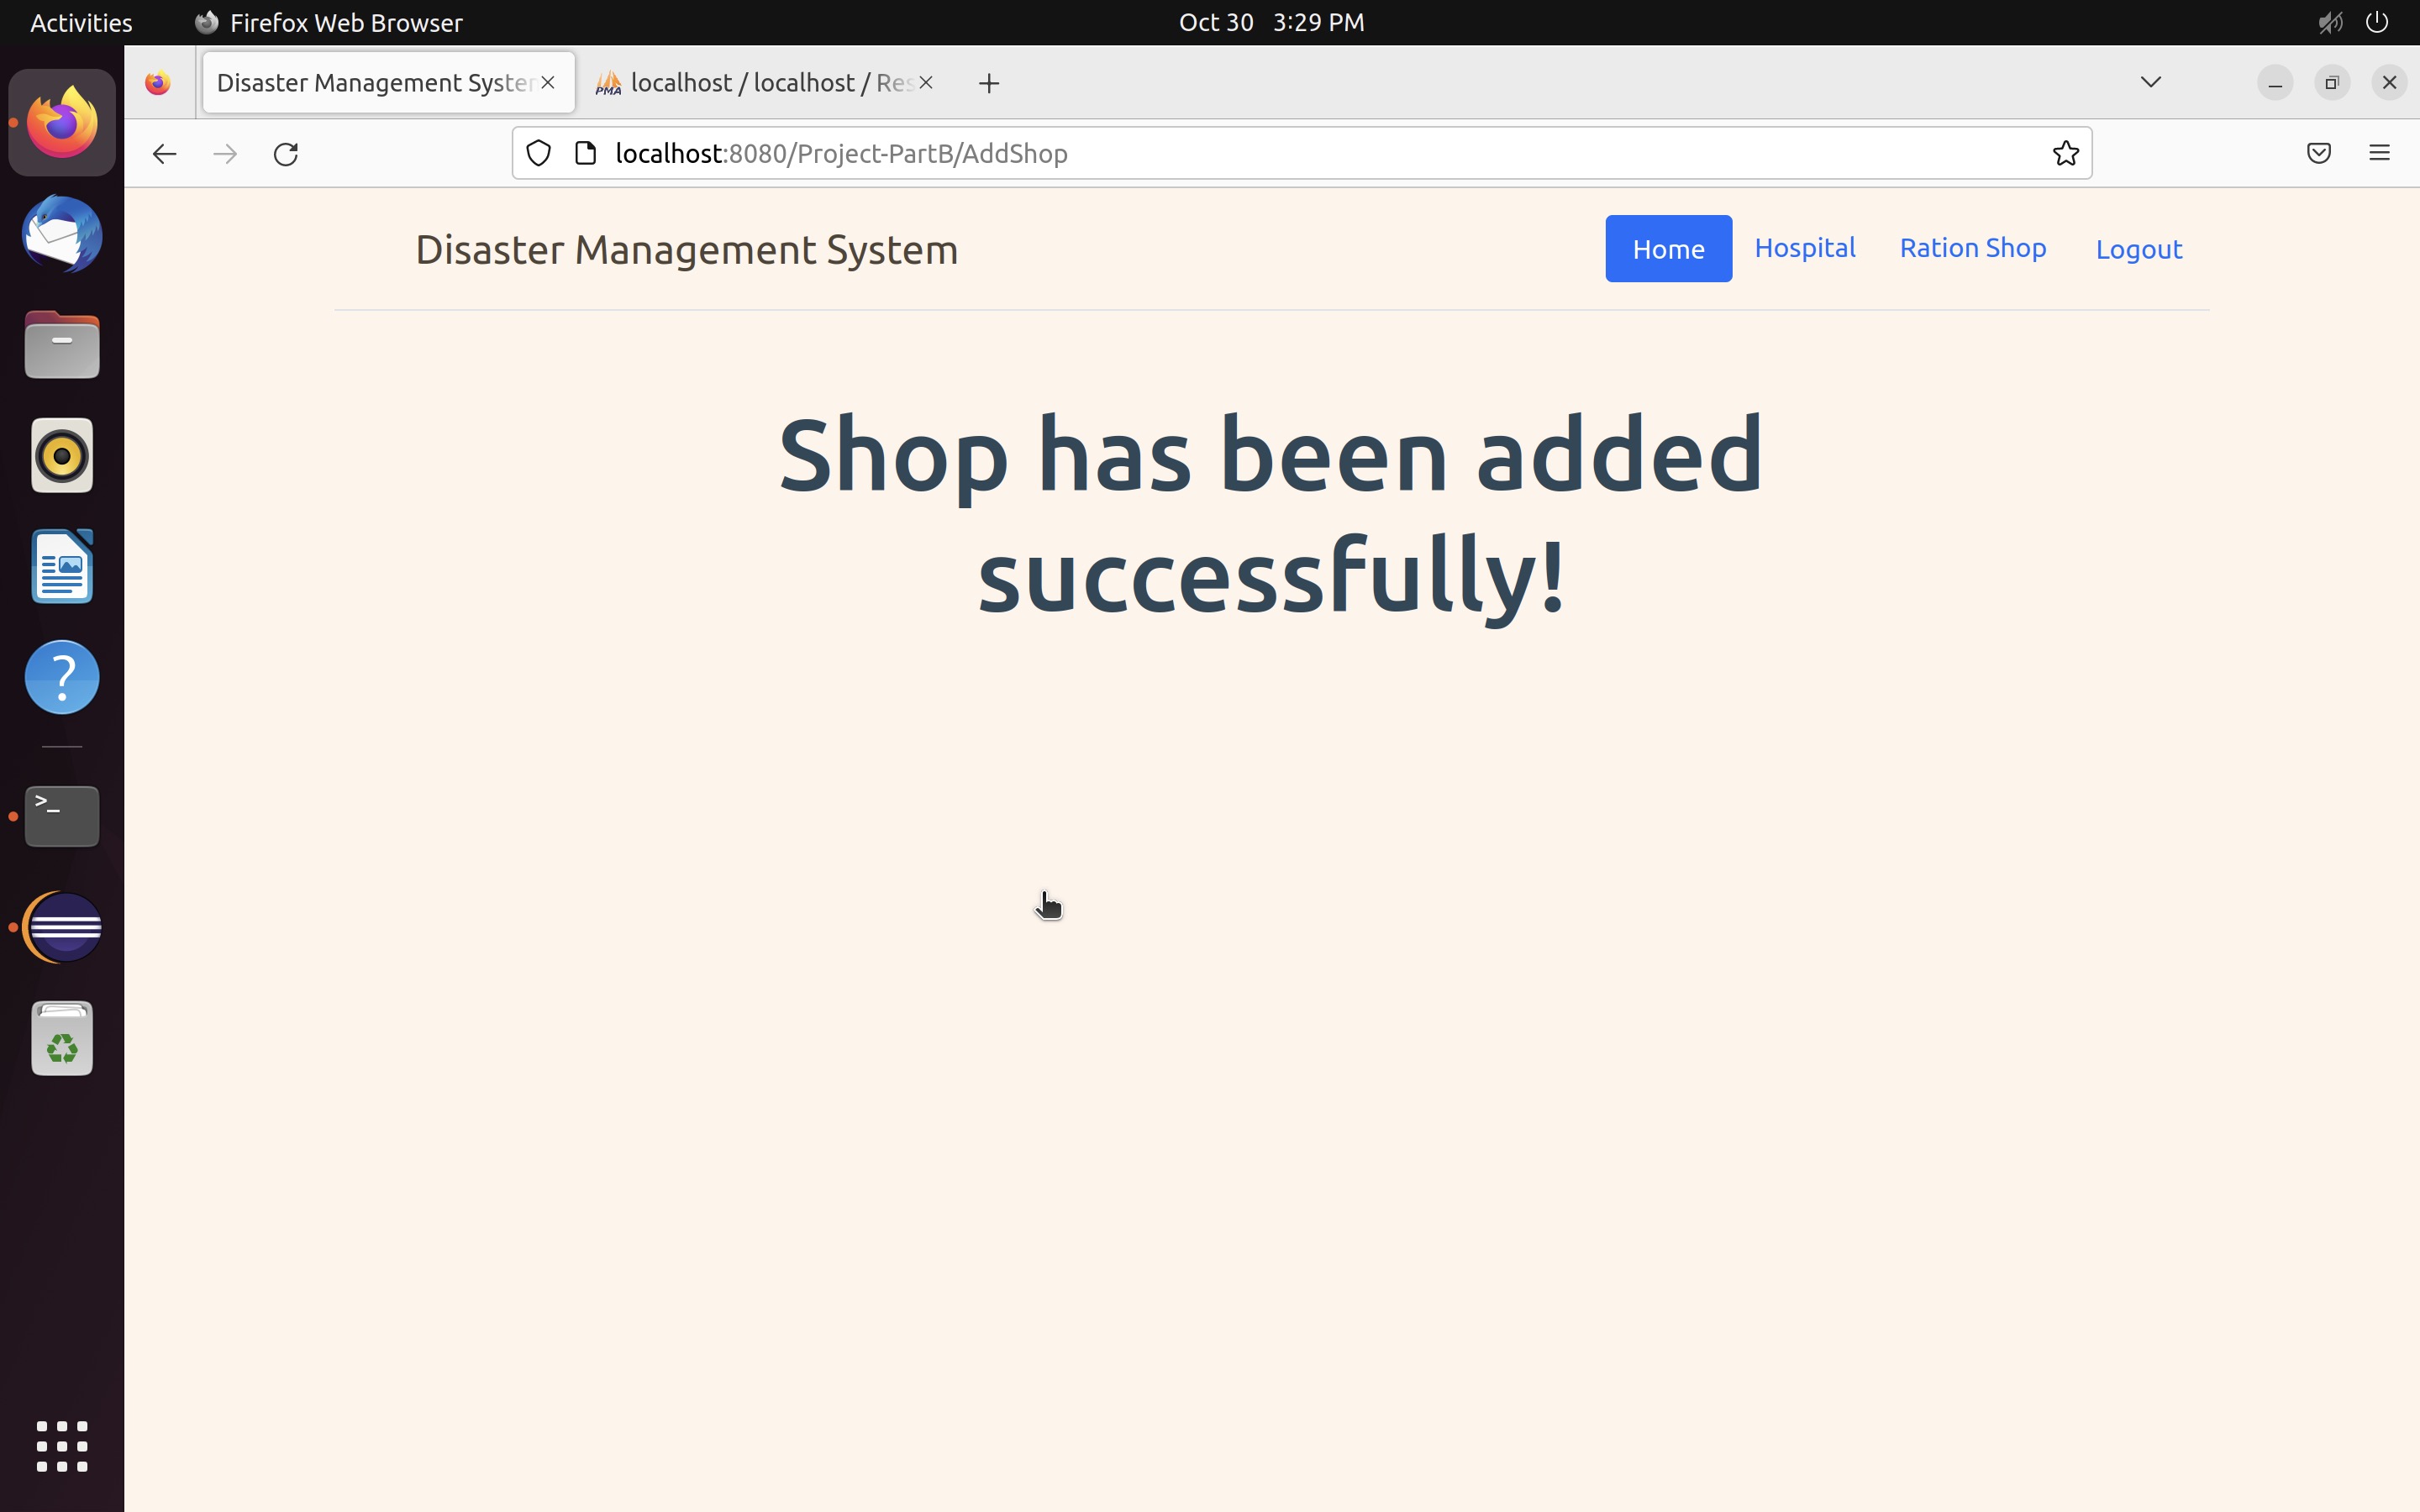 Activities Firefox Web Browser Oct 30 3:29 PM
Disaster Management Syster localhost / localhost / Res
PMA
localhost:8080/Project-PartB/AddShop
Disaster Management System Home Hospital Ration Shop Logout
Shop has been added
successfully!
?
>_